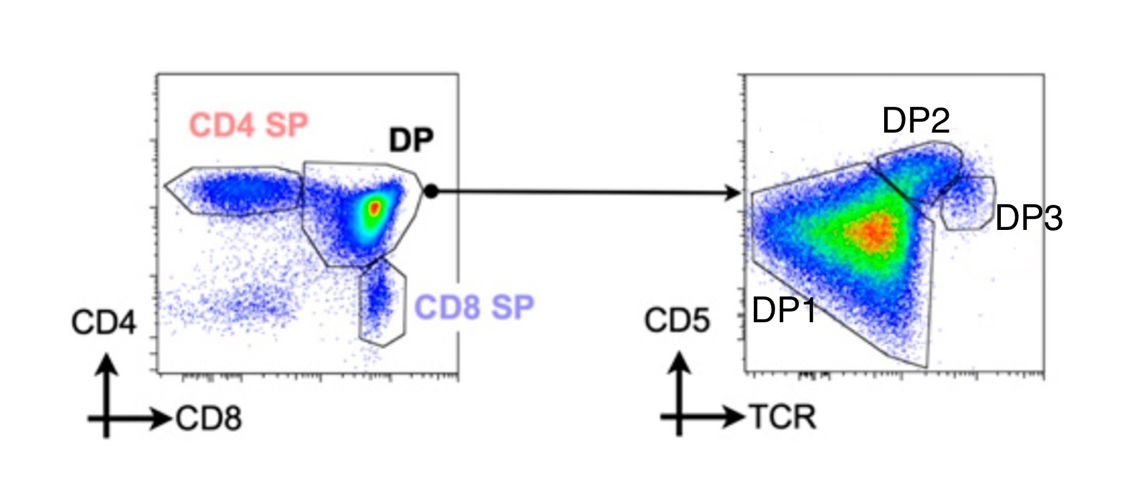 CD4 SP
DP
CD8 SP
CD4
CD8
DP2
DP3
DP1
CD5
TCR